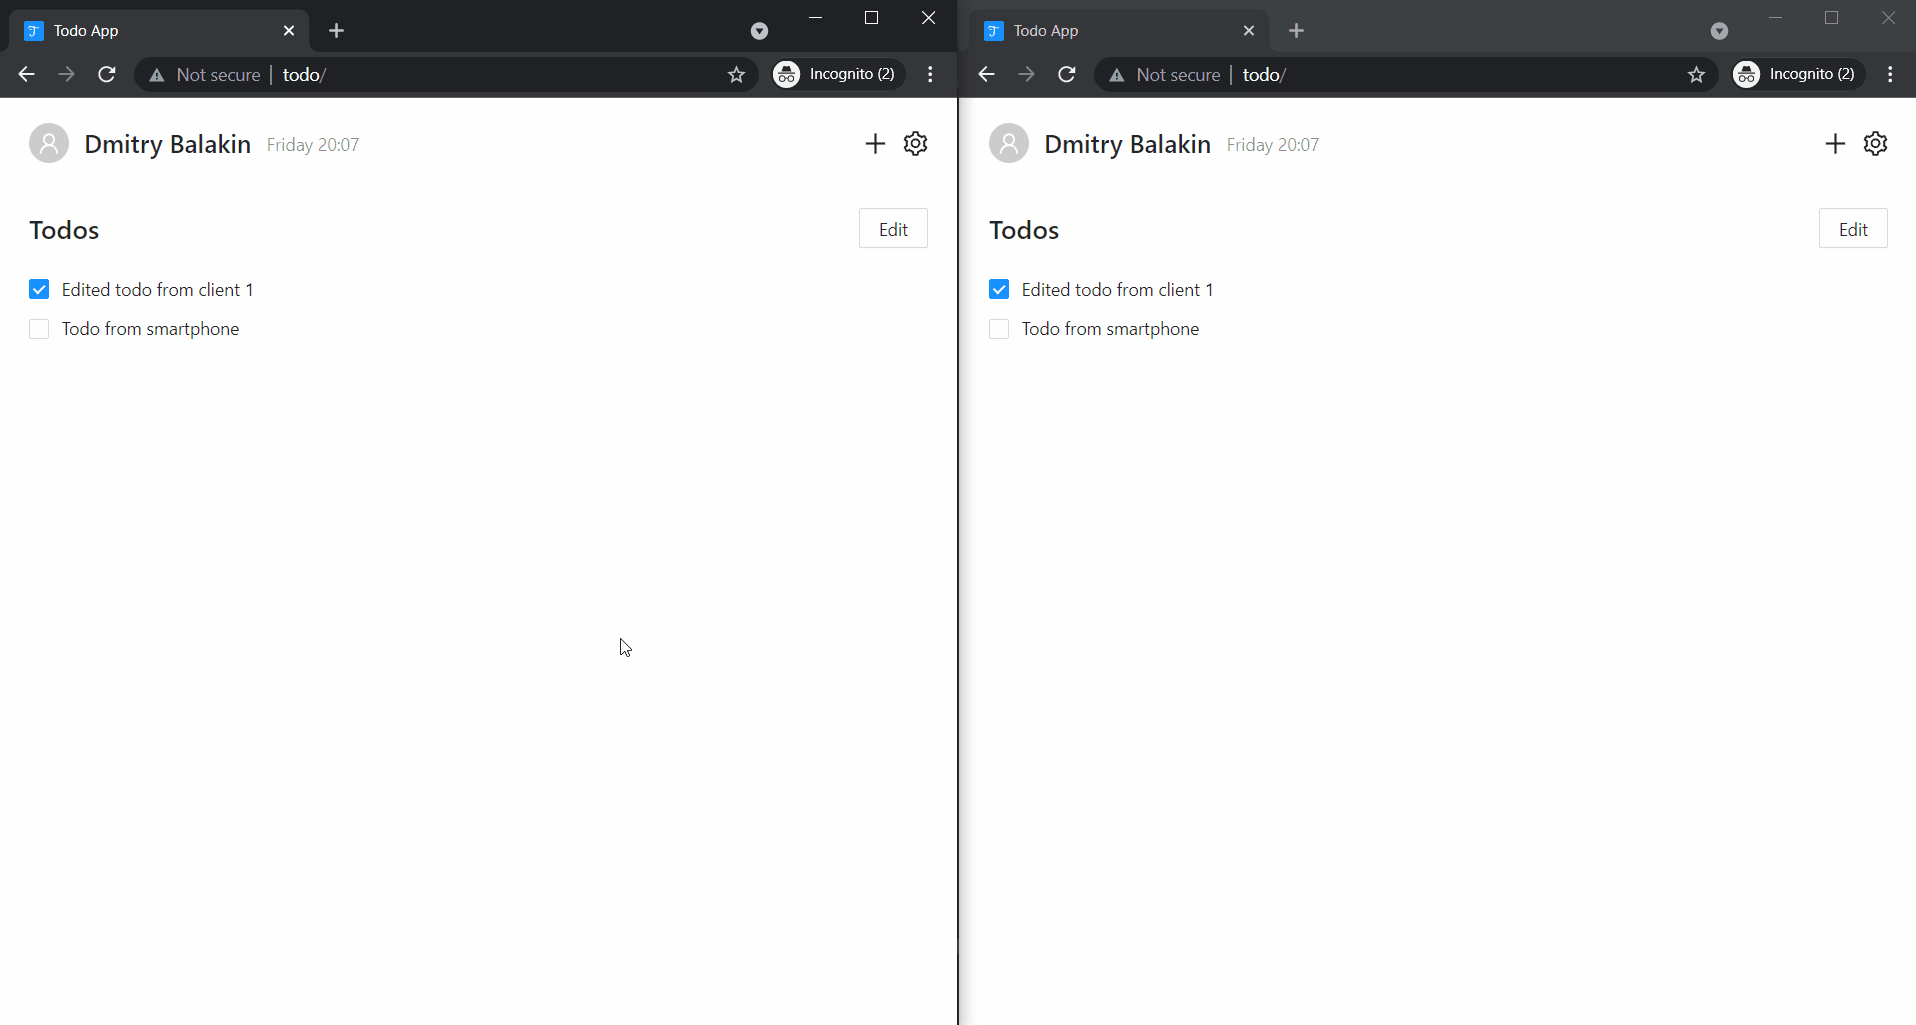 Todo App
Not secure todo/ Incognito (2)
Dmitry Balakin Friday 20:07
Todos Edit
Edited todo from client 1
Todo from smartphone
Todo App
Not secure todo/ Incognito (2)
Dmitry Balakin Friday 20:07
Todos Edit
Edited todo from client 1
Todo from smartphone